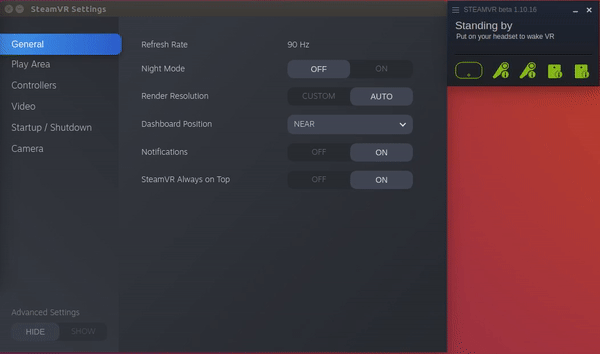 SteamVR Settings
General
Play Area
Controllers
Video
Startup / Shutdown
Camera
Advanced Settings
HIDE SHOW
Refresh Rate 90 Hz
Night Mode OFF ON
Render Resolution CUSTOM AUTO
Dashboard Position NEAR
Notifications OFF ON
SteamVR Always on Top OFF ON
STEAMVR beta 1.10.16
Standing by
Put on your headset to wake VR